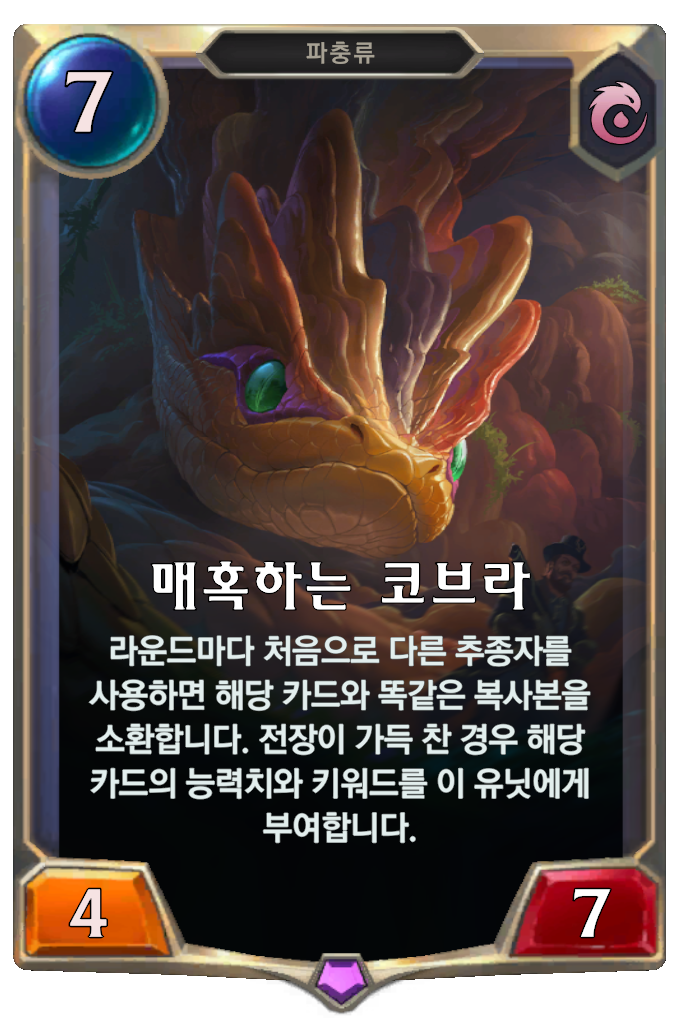 파충류
7
매혹하는 코브라
라운드마다 처음으로 다른 추종자를
사용하면 해당 카드와 똑같은 복사본을
소환합니다. 전장이 가득 찬 경우 해당
카드의 능력치와 키워드를 이 유닛에게
부여합니다.
4
7